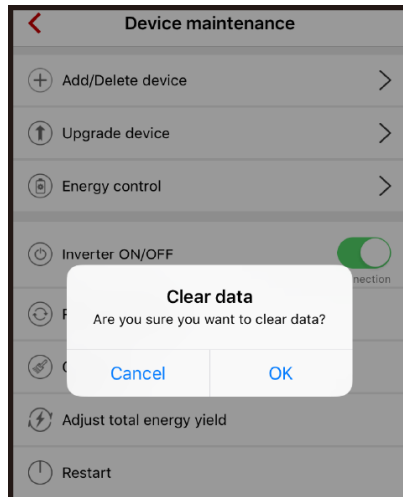 Device maintenance
Add/Delete device
Upgrade device
Energy control
Inverter ON/OFF
nection
Clear data
Are you sure you want to clear data?
Cancel
OK
Adjust total energy yield
Restart